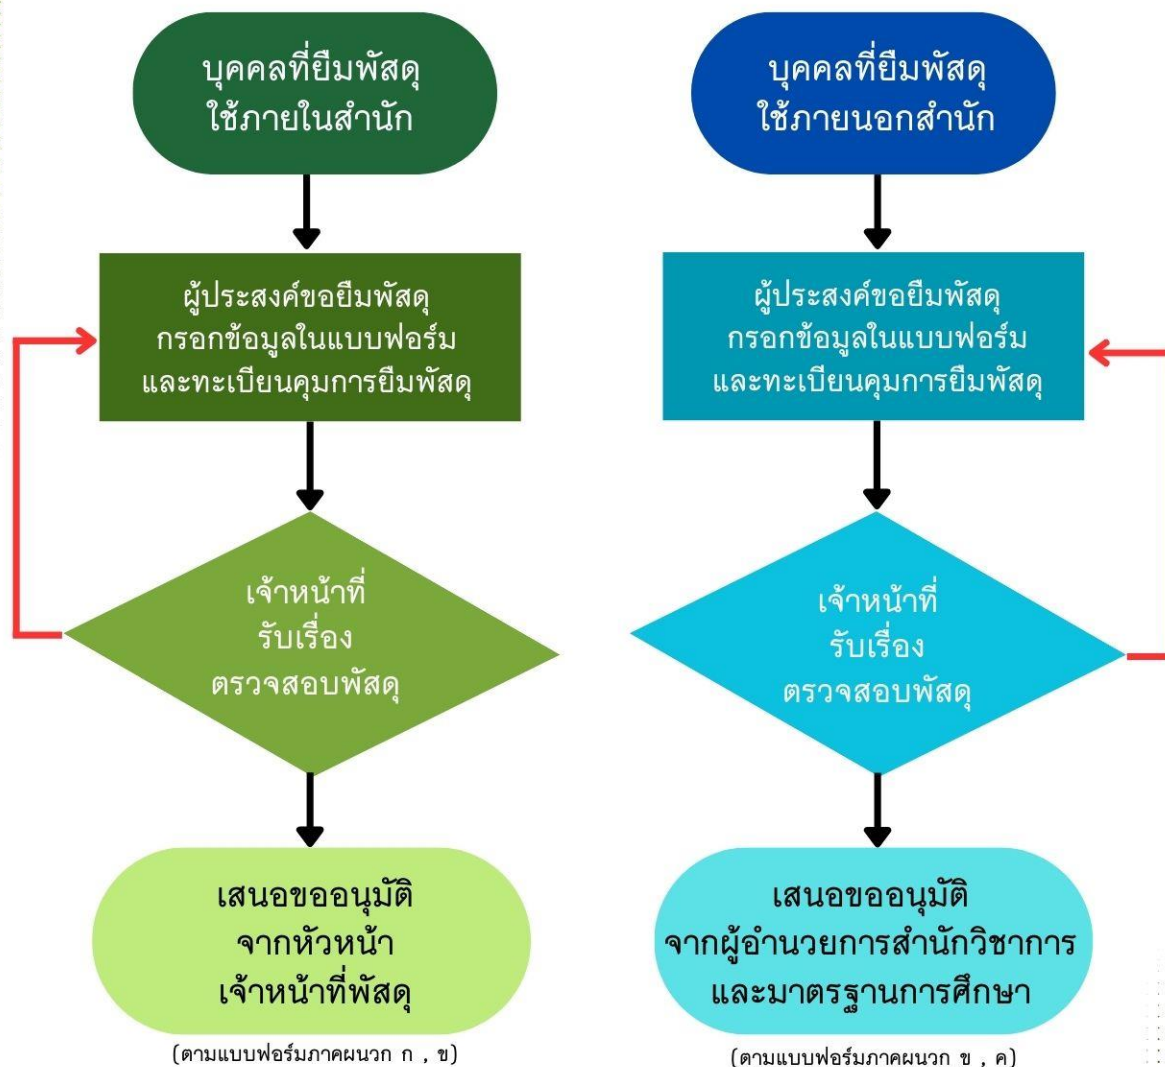 บุคคลที่ยืมพัสดุ
ใช้ภายในสำนัก
ผู้ประสงค์ขอยืมพัสดุ
กรอกข้อมูลในแบบฟอร์ม
และทะเบียนคุมการยืมพัสดุ
เจ้าหน้าที่
รับเรื่อง
ตรวจสอบพัสดุ
เสนอขออนุมัติ
จากหัวหน้า
เจ้าหน้าที่พัสดุ
(ตามแบบฟอร์มภาคผนวก ก , ข)
บุคคลที่ยืมพัสดุ
ใช้ภายนอกสำนัก
ผู้ประสงค์ขอยืมพัสดุ
กรอกข้อมูลในแบบฟอร์ม
และทะเบียนคุมการยืมพัสดุ
เจ้าหน้าที่
รับเรื่อง
ตรวจสอบพัสดุ
เสนอขออนุมัติ
จากผู้อำนวยการสำนักวิชาการ
และมาตรฐานการศึกษา
(ตามแบบฟอร์มภาคผนวก ข , ค)